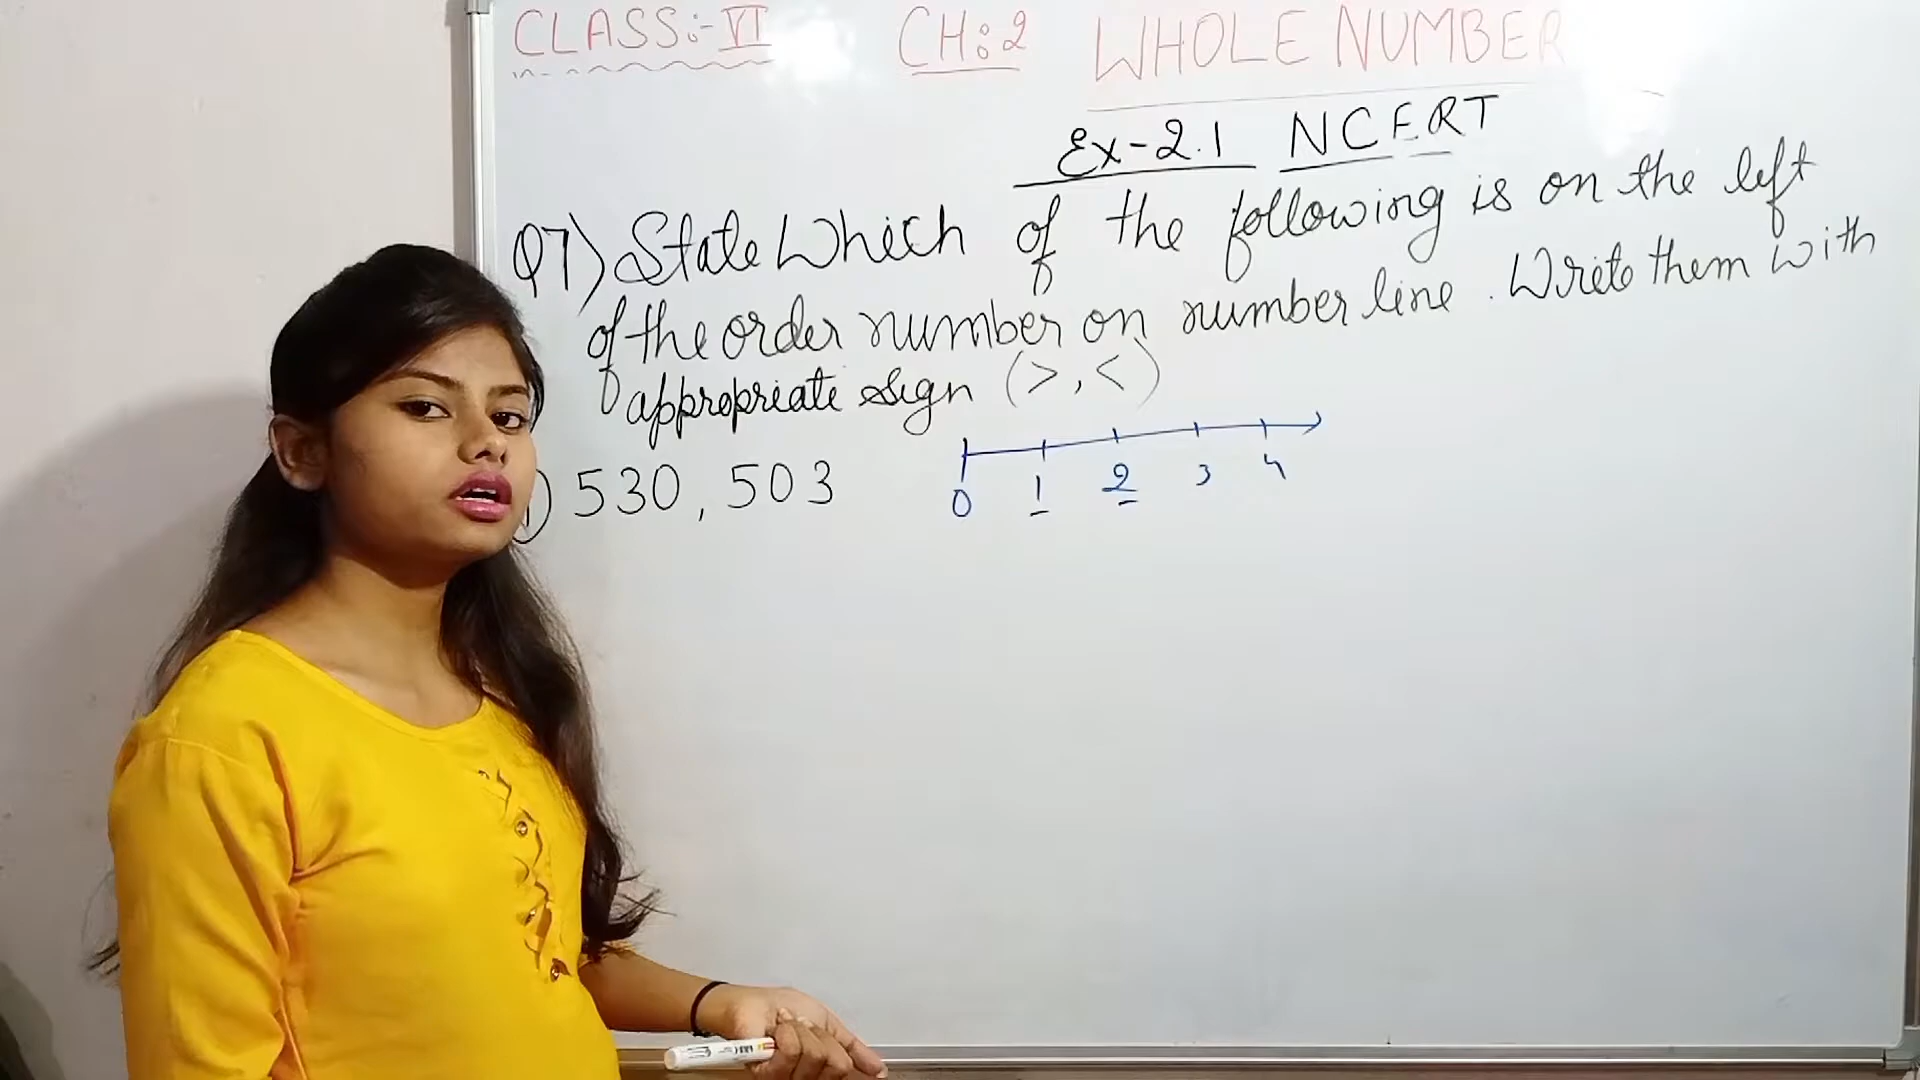 CLASS:-VI CH:2 WHOLE NUMBER
Ex-2.1 NCERT
Q7) State Which of the following is on the left
of the order number on number line. Write them with
appropriate sign (>, <)
) 530, 503
0 1 2 3 4